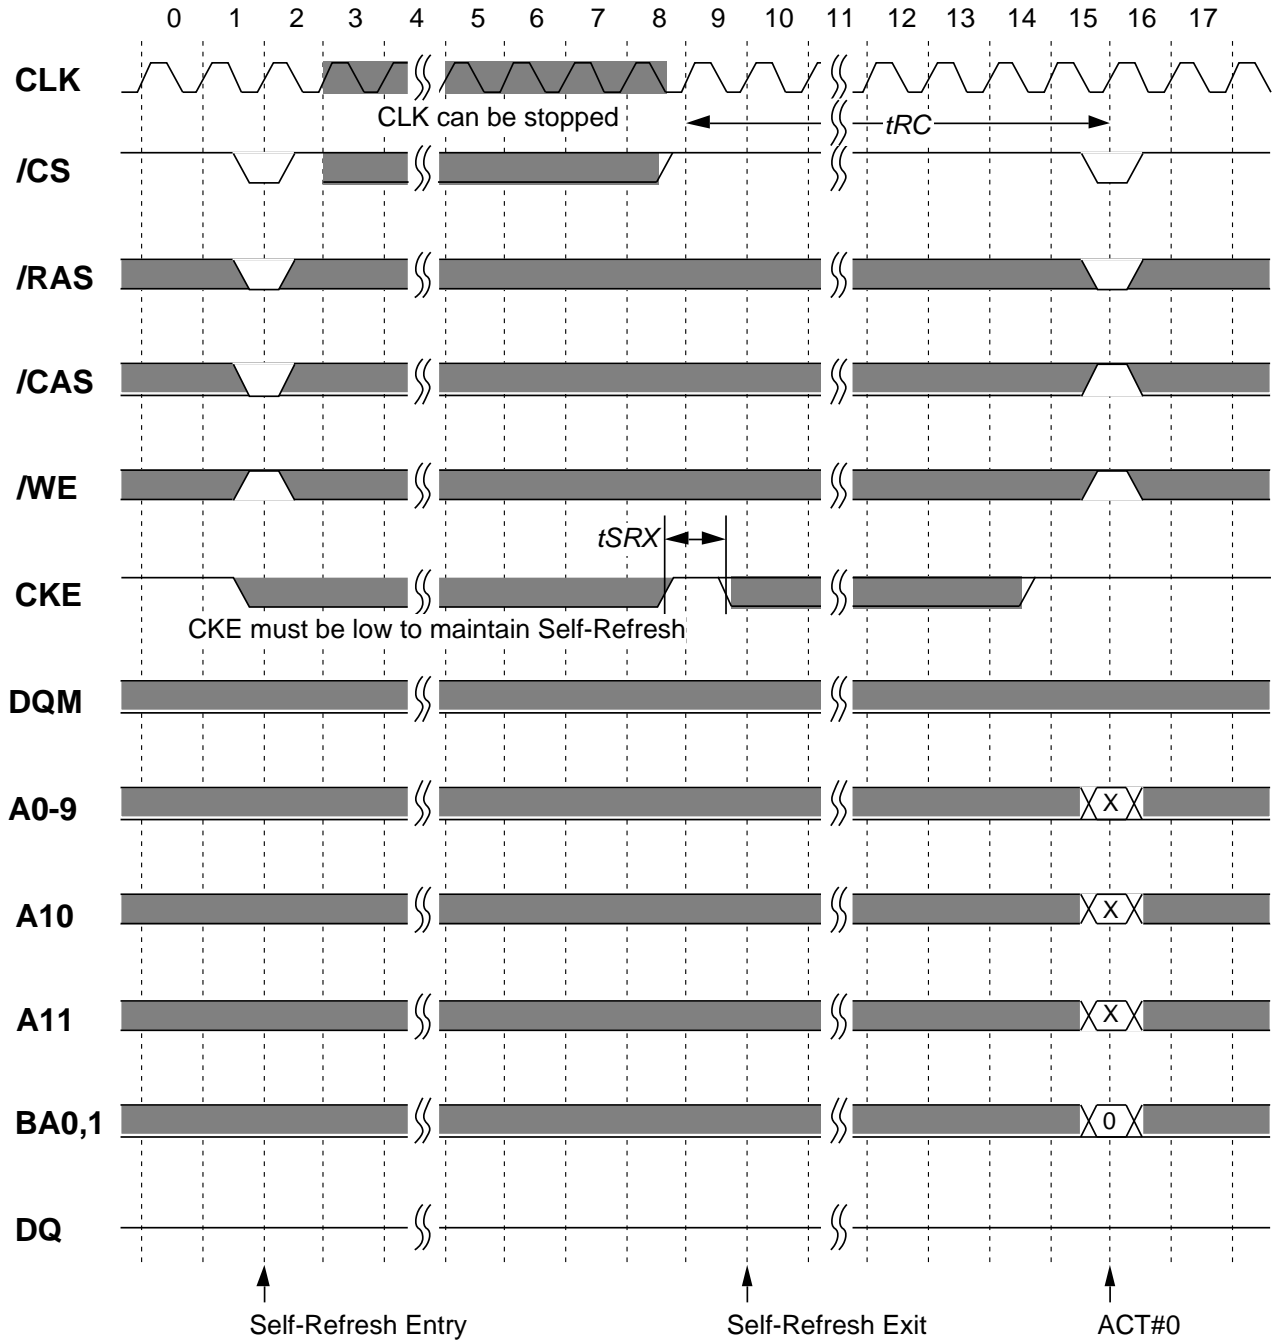 0 1 2 3 4 5 6 7 8 9 10 11 12 13 14 15 16 17
CLK
CLK can be stopped
tRC
/CS
/RAS
/CAS
/WE
tSRX
CKE
CKE must be low to maintain Self-Refresh
DQM
A0-9
X
A10
X
A11
X
BA0,1
0
DQ
Self-Refresh Entry
Self-Refresh Exit
ACT#0